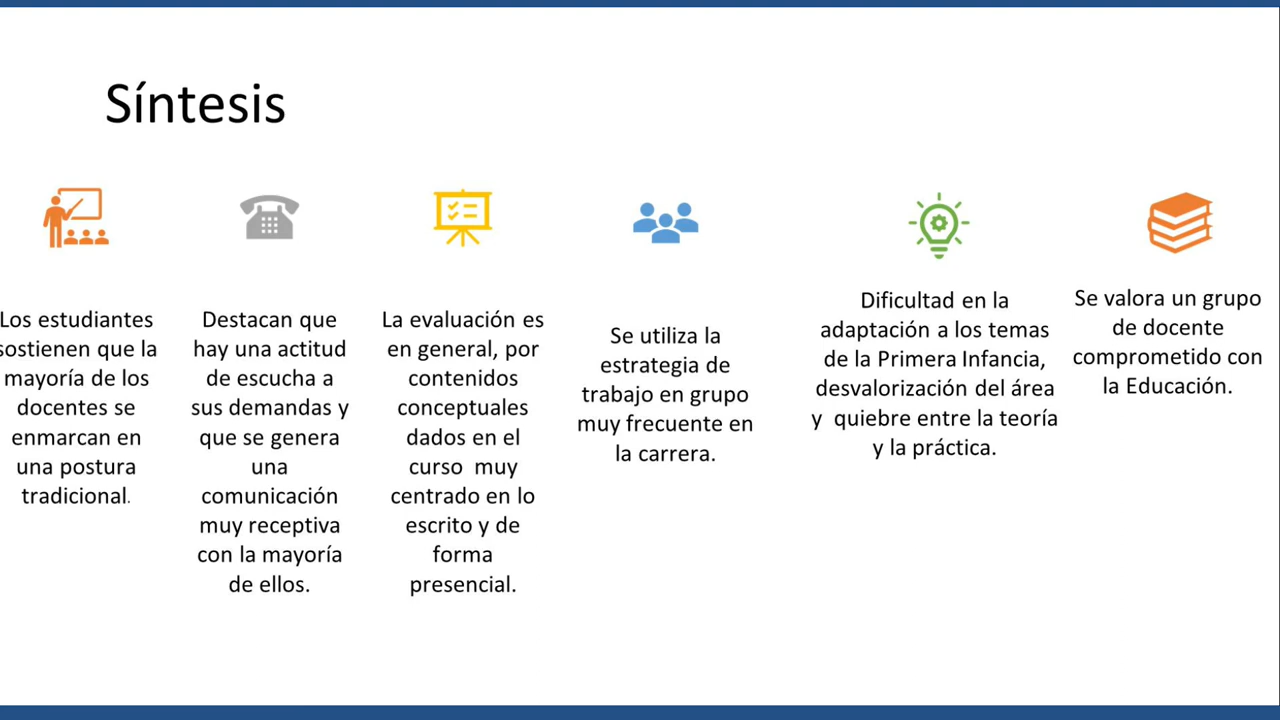 Síntesis
Los estudiantes
sostienen que la
mayoría de los
docentes se
enmarcan en
una postura
tradicional.
Destacan que
hay una actitud
de escucha a
sus demandas y
que se genera
una
comunicación
muy receptiva
con la mayoría
de ellos.
La evaluación es
en general, por
contenidos
conceptuales
dados en el
curso muy
centrado en lo
escrito y de
forma
presencial.
Se utiliza la
estrategia de
trabajo en grupo
muy frecuente en
la carrera.
Dificultad en la
adaptación a los temas
de la Primera Infancia,
desvalorización del área
y quiebre entre la teoría
y la práctica.
Se valora un grupo
de docente
comprometido con
la Educación.